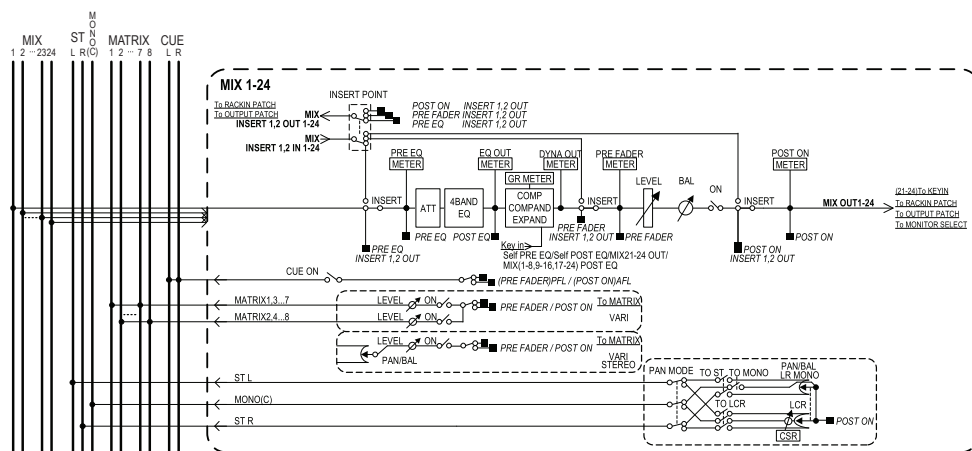 MIX
ST
MONO(C)
MATRIX
CUE
1 2 ··· 2324
L R
1 2 ··· 7 8
L R
MIX 1-24
INSERT POINT
To RACKIN PATCH
To OUTPUT PATCH
MIX
INSERT 1,2 OUT 1-24
POST ON INSERT 1,2 OUT
PRE FADER INSERT 1,2 OUT
PRE EQ INSERT 1,2 OUT
MIX
INSERT 1,2 IN 1-24
PRE EQ
METER
EQ OUT
METER
DYNA OUT
METER
PRE FADER
METER
POST ON
METER
GR METER
LEVEL
BAL
ON
INSERT
ATT
4BAND
EQ
COMP
COMPAND
EXPAND
INSERT
INSERT
MIX OUT1-24
(21-24)To KEYIN
To RACKIN PATCH
To OUTPUT PATCH
To MONITOR SELECT
PRE EQ
INSERT 1,2 OUT
PRE EQ
POST EQ
PRE FADER
INSERT 1,2 OUT
PRE FADER
POST ON
INSERT 1,2 OUT
POST ON
Key in
Self PRE EQ/Self POST EQ/MIX21-24 OUT/
MIX(1-8,9-16,17-24) POST EQ
CUE ON
(PRE FADER)PFL / (POST ON)AFL
MATRIX1,3...7
LEVEL
ON
PRE FADER / POST ON
To MATRIX
VARI
MATRIX2,4...8
LEVEL
ON
LEVEL
ON
PAN/BAL
PRE FADER / POST ON
To MATRIX
VARI
STEREO
ST L
MONO(C)
ST R
PAN MODE
TO ST
TO MONO
PAN/BAL
LR MONO
TO LCR
LCR
CSR
POST ON